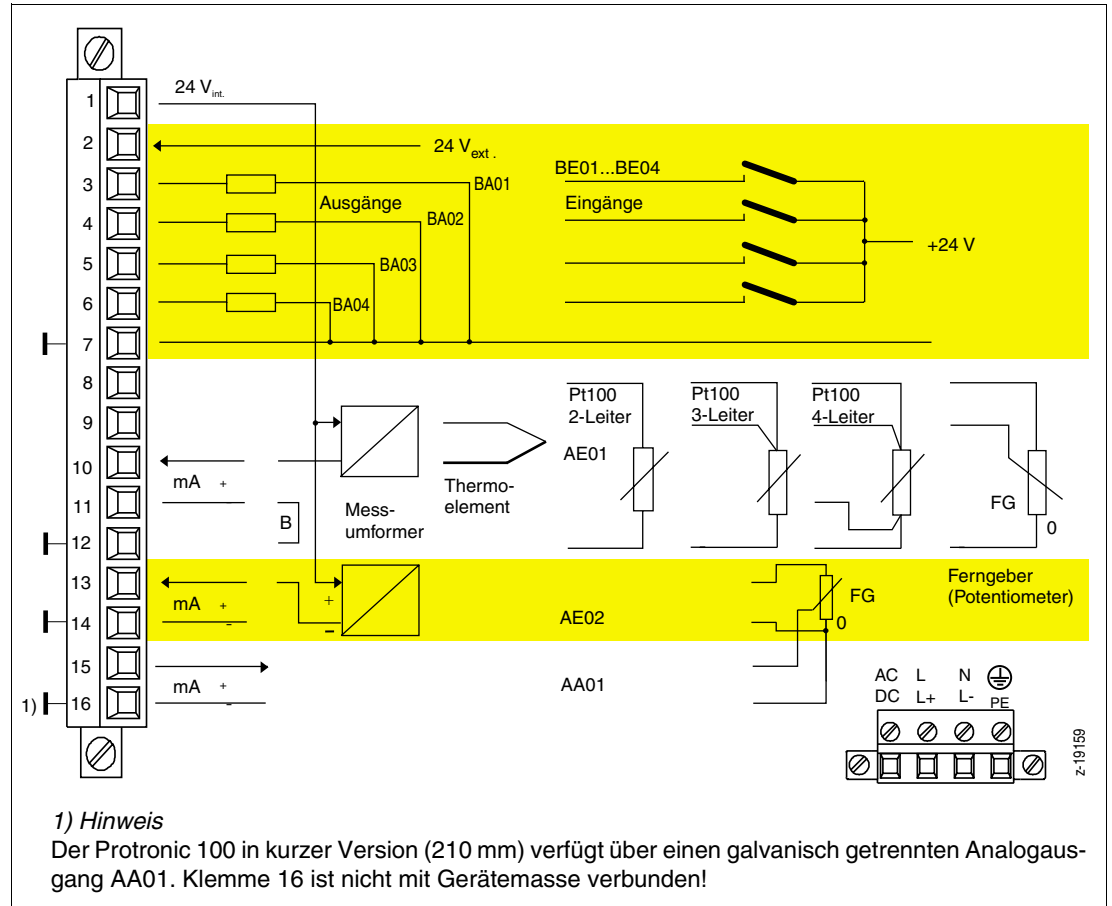 1
24 V int.
2
24 V ext.
3
BA01
BE01...BE04
Ausgänge
Eingänge
4
BA02
+24 V
5
BA03
6
BA04
7
8
Pt100
2-Leiter
Pt100
3-Leiter
Pt100
4-Leiter
9
AE01
10
mA +
-
11
B
Mess-
umformer
Thermo-
element
FG
0
12
13
Ferngeber
(Potentiometer)
mA +
-
+
-
FG
14
AE02
0
15
mA +
-
AA01
1) 16
AC L N
DC L+ L- PE
z-19159
1) Hinweis
Der Protronic 100 in kurzer Version (210 mm) verfügt über einen galvanisch getrennten Analogaus-
gang AA01. Klemme 16 ist nicht mit Gerätemasse verbunden!